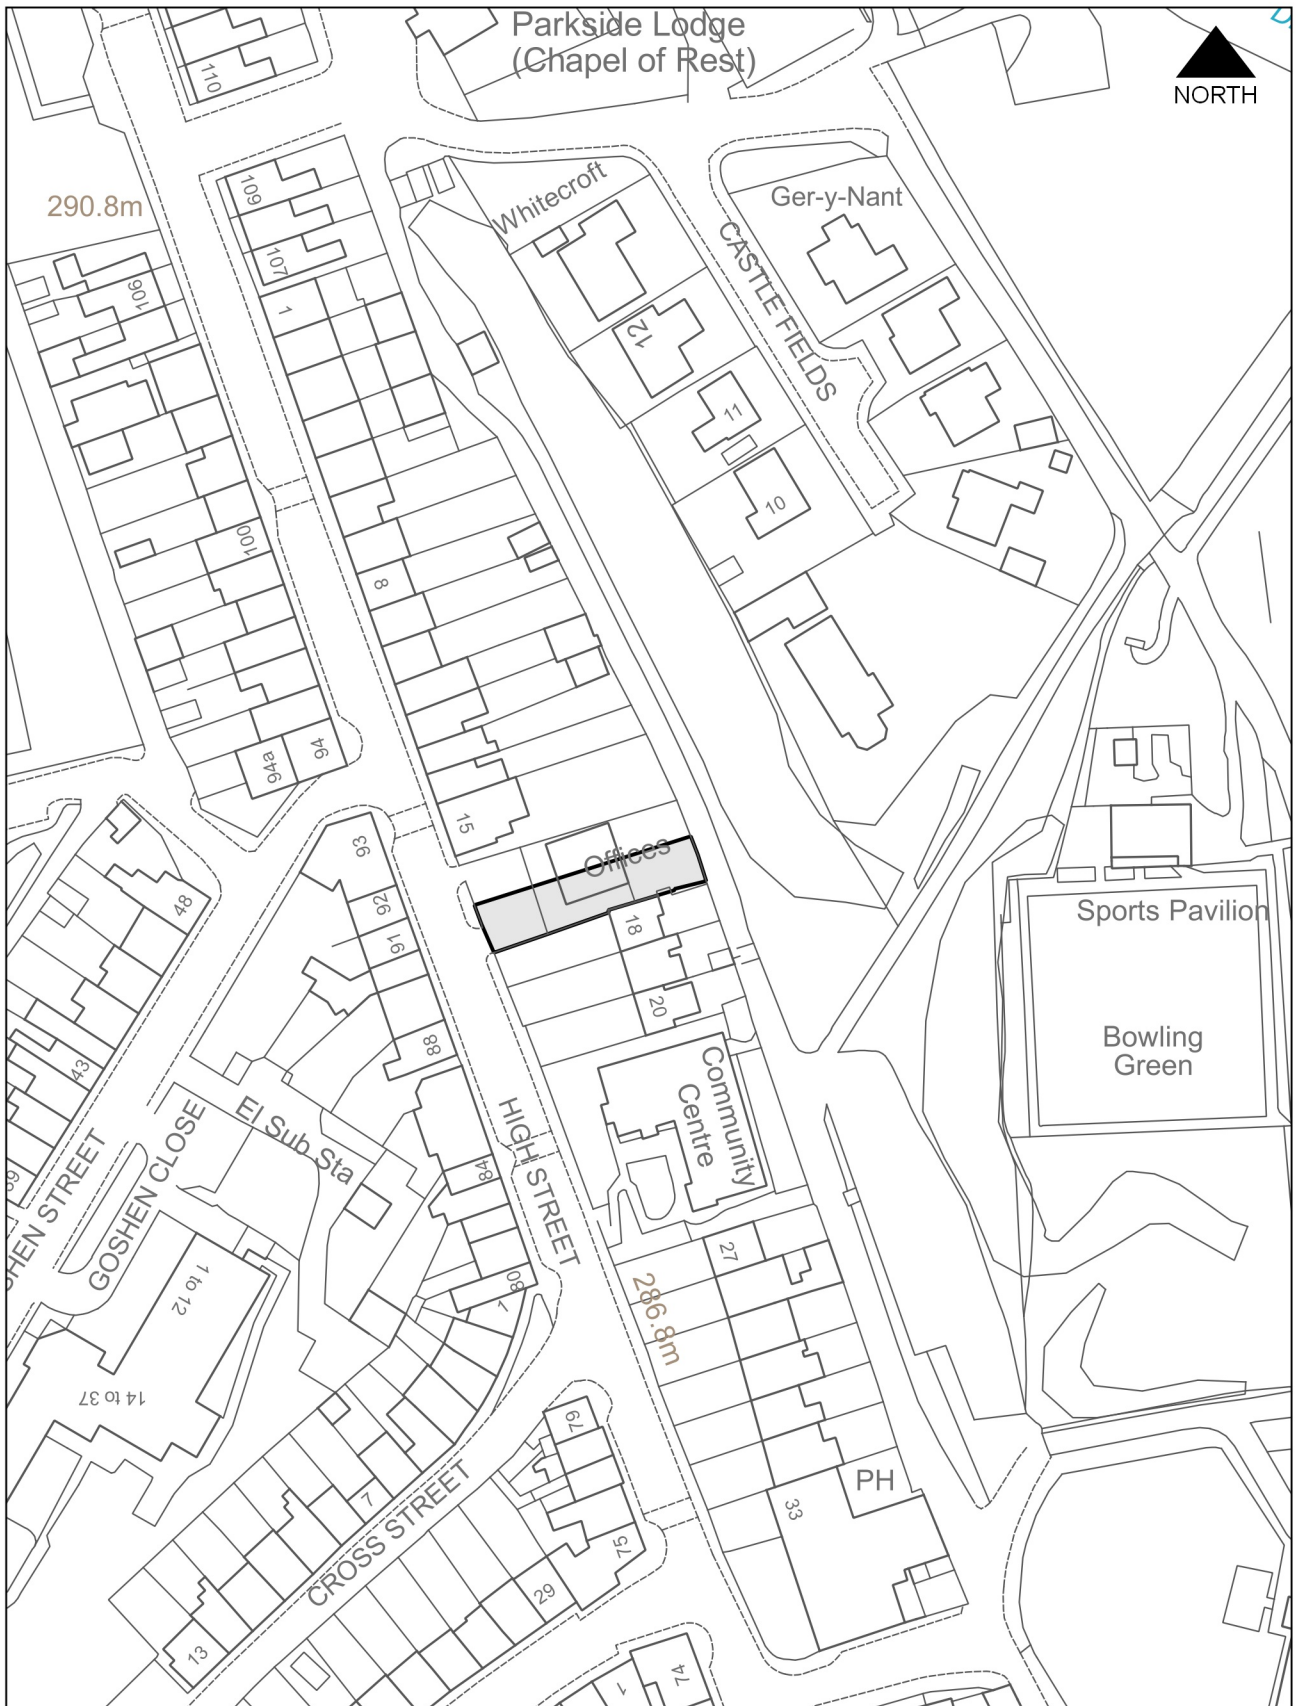 Parkside Lodge
(Chapel of Rest)
NORTH
110
109
290.8m
Whitecroft
Ger-y-Nant
107
106
1
CASTLE FIELDS
12
11
10
100
8
94
94a
15
93
Offices
48
92
18
91
Sports Pavilion
20
88
Bowling
Green
43
Community
Centre
El Sub Sta
HIGH STREET
84
GOSHEN CLOSE
SHEN STREET
27
80
1
1 to 12
286.8m
14 to 37
79
PH
7
33
CROSS STREET
75
29
13
74
1